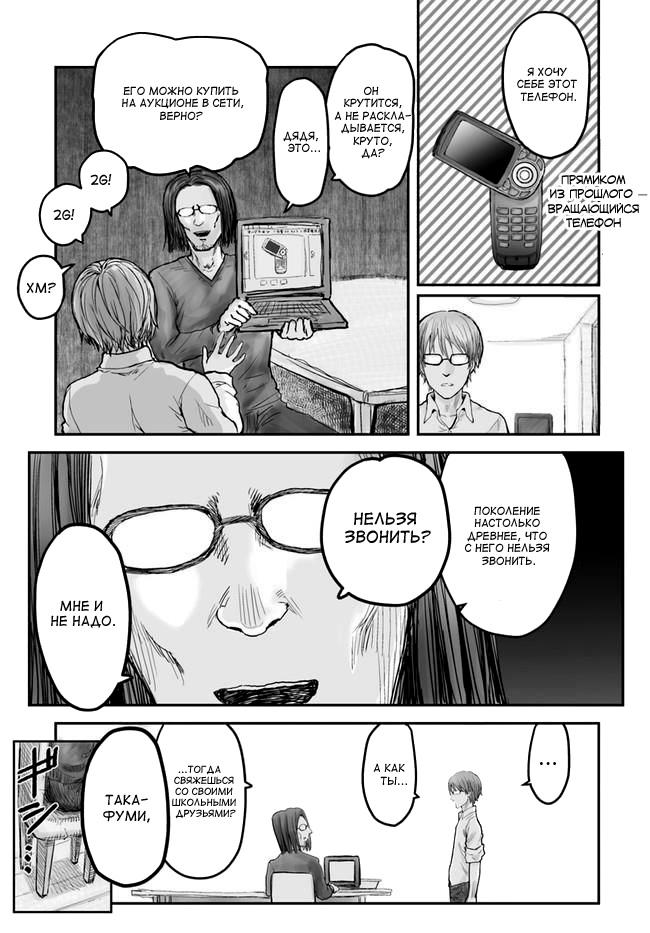 Я ХОЧУ
СЕБЕ ЭТОТ
ТЕЛЕФОН.
ПРЯМИКОМ
ИЗ ПРОШЛОГО –
ВРАЩАЮЩИЙСЯ
ТЕЛЕФОН
ОН
КРУТИТСЯ,
А НЕ РАСКЛА-
ДЫВАЕТСЯ,
КРУТО,
ДА?
ДЯДЯ,
ЭТО...
ЕГО МОЖНО КУПИТЬ
НА АУКЦИОНЕ В СЕТИ,
ВЕРНО?
2G!
2G!
ХМ?
ПОКОЛЕНИЕ
НАСТОЛЬКО
ДРЕВНЕЕ, ЧТО
С НЕГО НЕЛЬЗЯ
ЗВОНИТЬ.
НЕЛЬЗЯ
ЗВОНИТЬ?
МНЕ И
НЕ НАДО.
...
А КАК
ТЫ...
...ТОГДА
СВЯЖЕШЬСЯ
СО СВОИМИ
ШКОЛЬНЫМИ
ДРУЗЬЯМИ?
ТАКА-
ФУМИ,